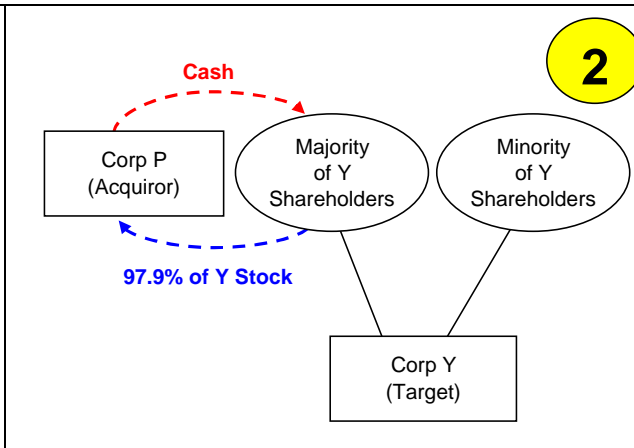 2
Cash
Corp P
(Acquiror)
Majority
of Y
Shareholders
Minority
of Y
Shareholders
97.9% of Y Stock
Corp Y
(Target)